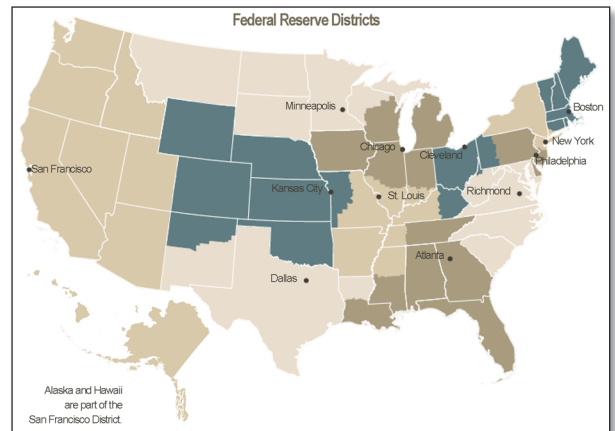 Federal Reserve Districts
Minneapolis
Boston
New York
Chicago
Cleveland
Philadelphia
San Francisco
Kansas City
St. Louis
Richmond
Atlanta
Dallas
Alaska and Hawaii
are part of the
San Francisco District.